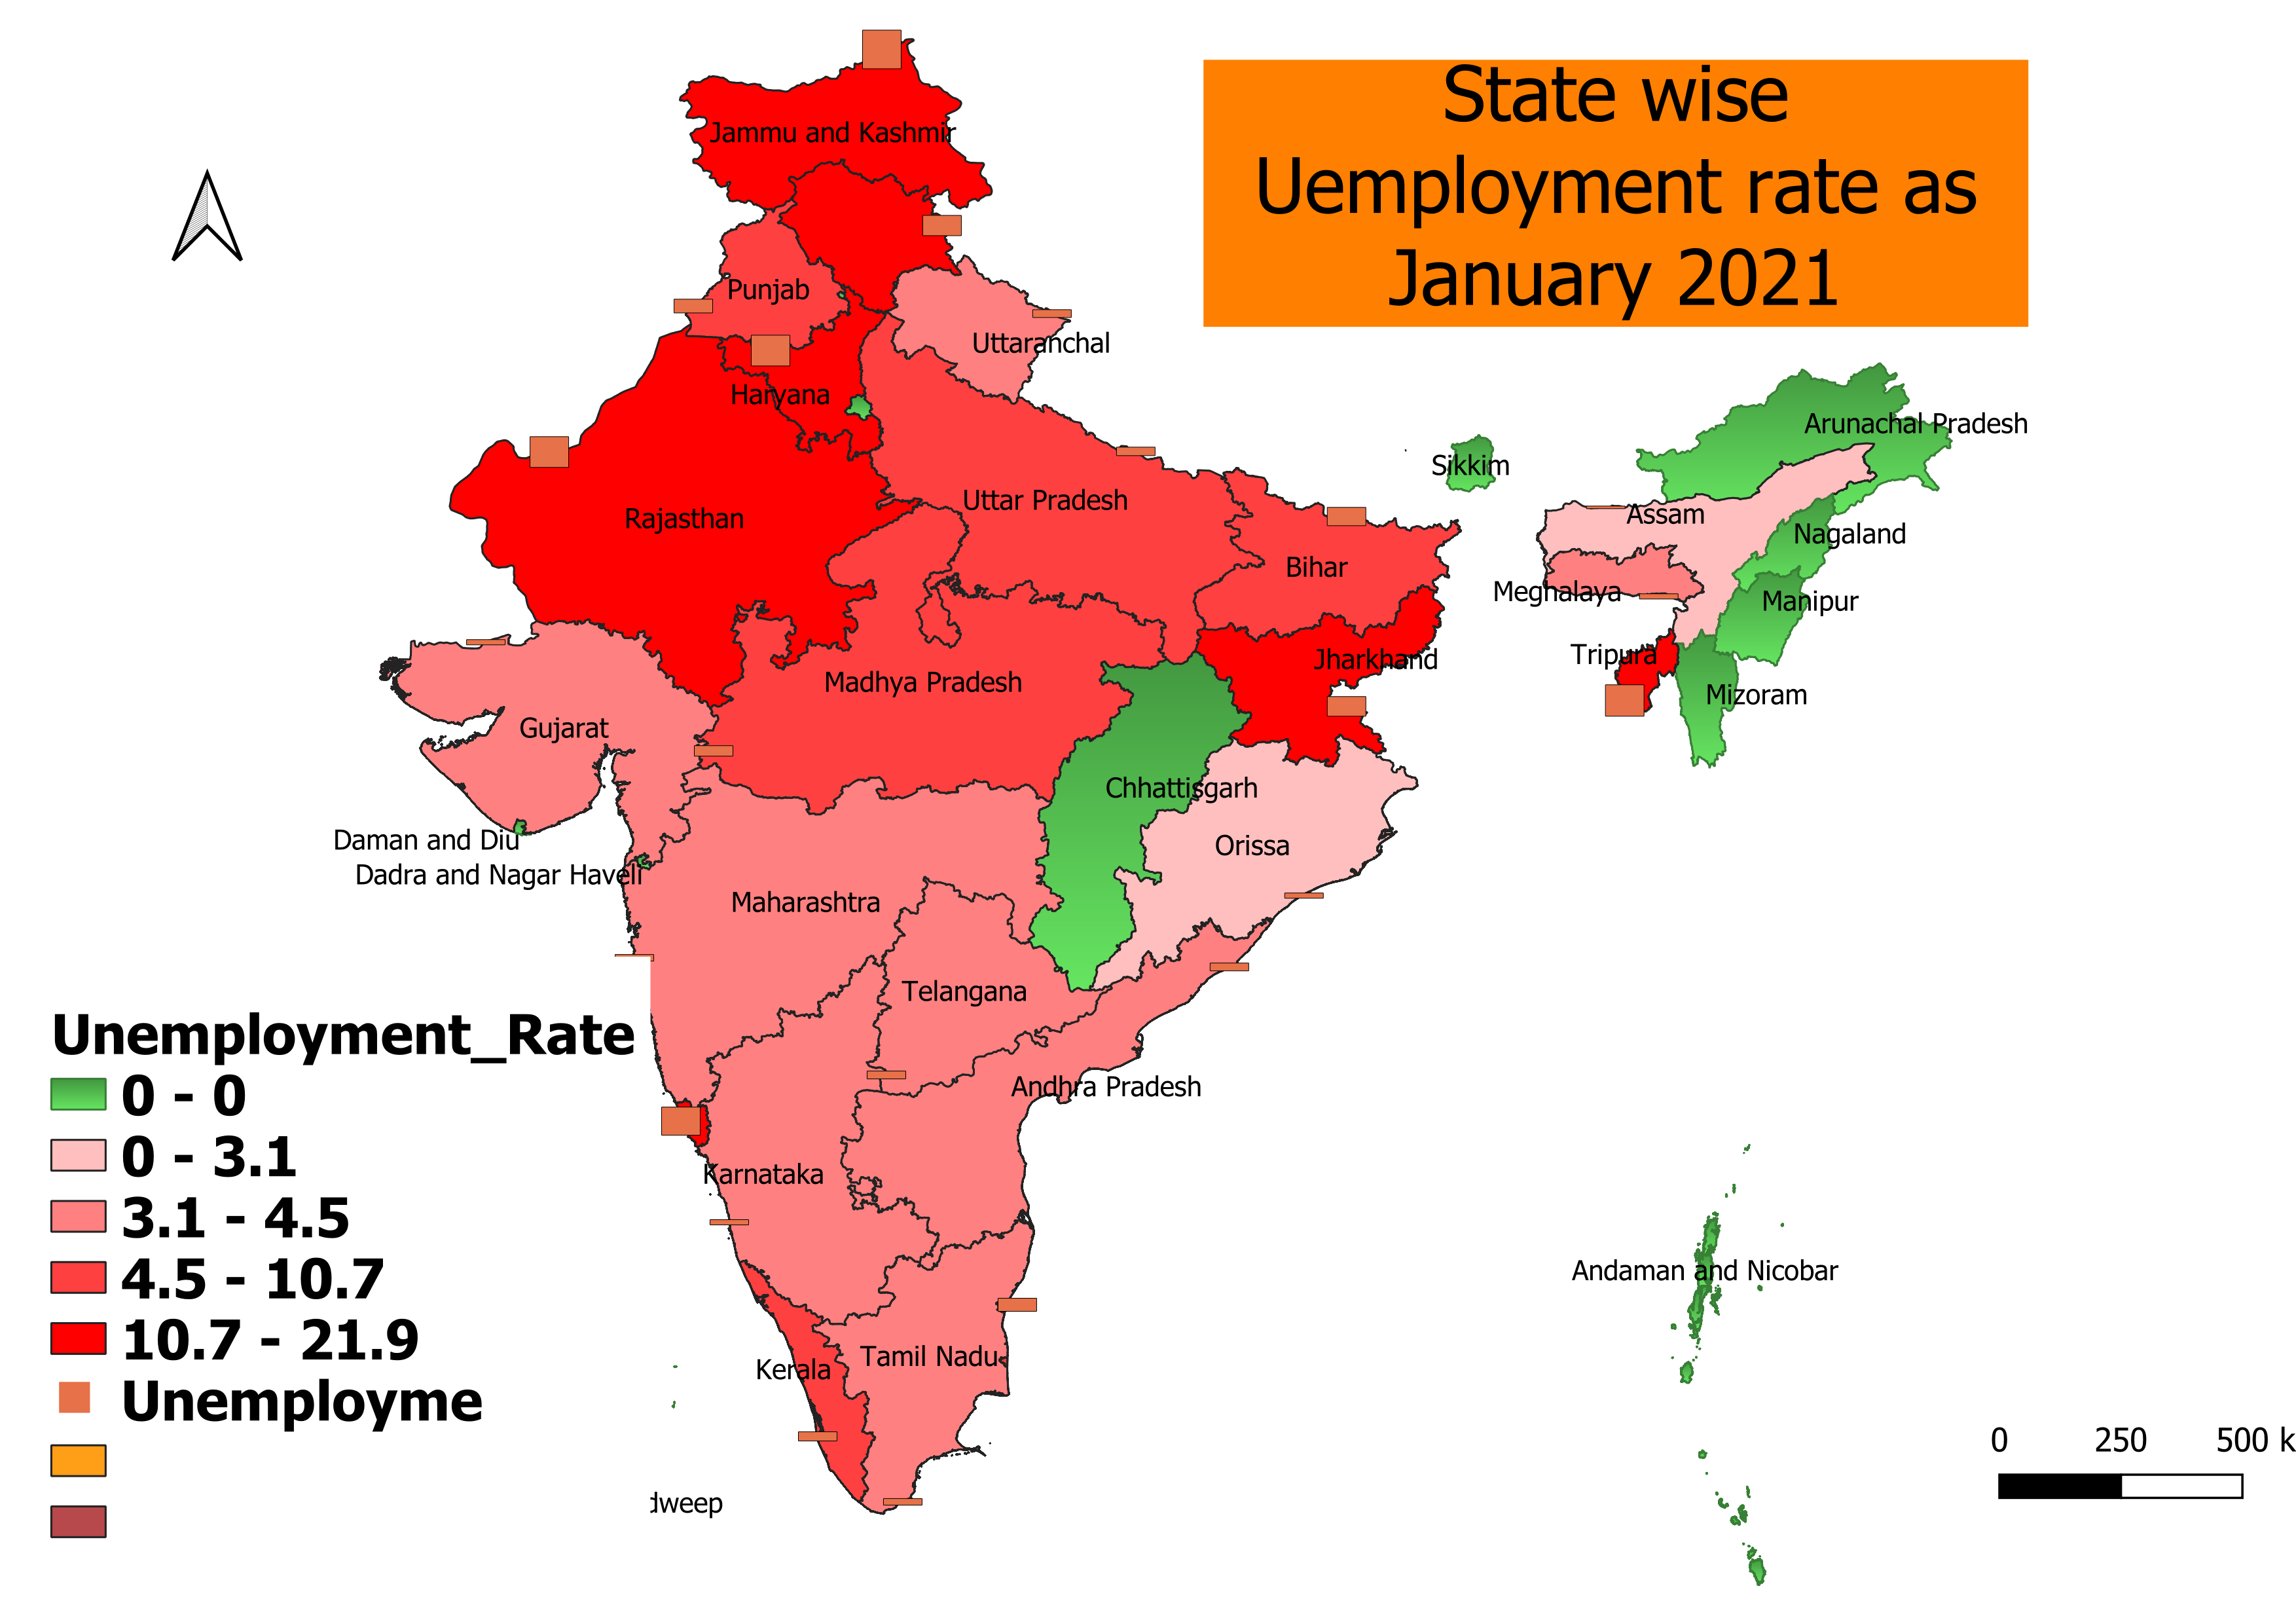 State wise
Uemployment rate as
January 2021
Jammu and Kashmir
Punjab
Uttaranchal
Haryana
Arunachal Pradesh
Sikkim
Uttar Pradesh
Rajasthan
Assam
Nagaland
Bihar
Meghalaya
Manipur
Tripura
Jharkhand
Madhya Pradesh
Mizoram
Gujarat
Chhattisgarh
Daman and Diu
Orissa
Dadra and Nagar Haveli
Maharashtra
Telangana
Andhra Pradesh
Karnataka
Andaman and Nicobar
Tamil Nadu
Kerala
dweep
Unemployment_Rate
0 - 0
0 - 3.1
3.1 - 4.5
4.5 - 10.7
10.7 - 21.9
Unemployme
0 250 500 k